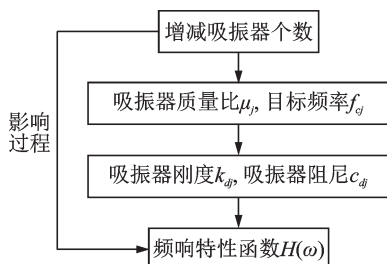 增减吸振器个数
吸振器质量比μj, 目标频率fcj
影响
过程
吸振器刚度kdj, 吸振器阻尼cdj
频响特性函数H(ω)